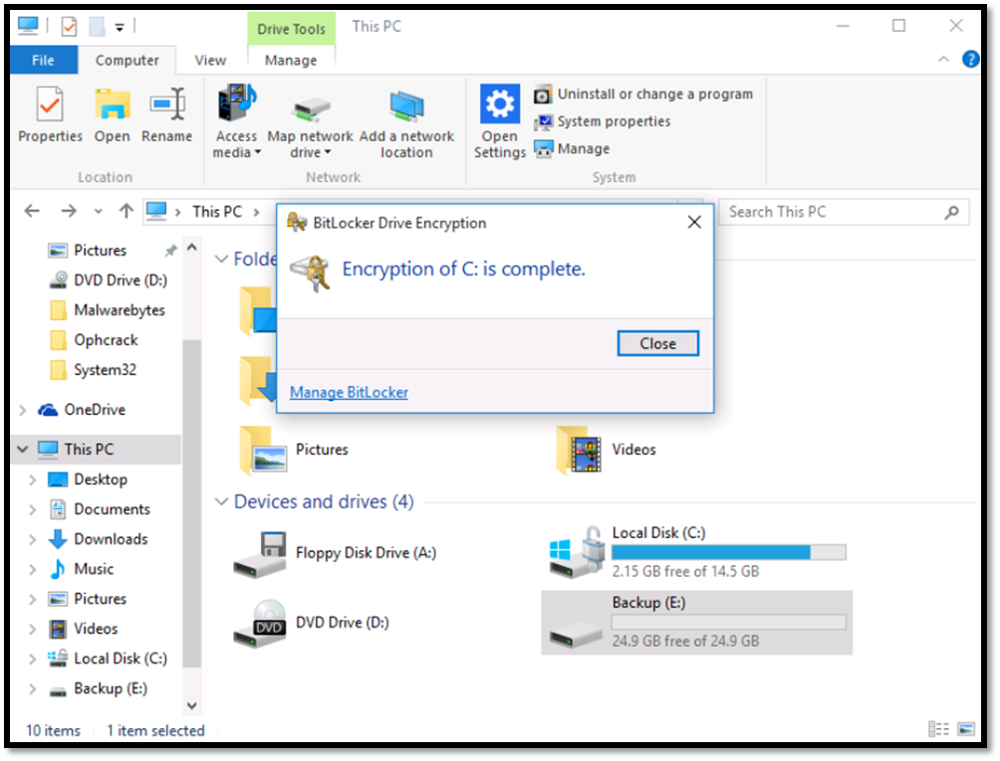 Drive Tools
This PC
File
Computer
View
Manage
Properties
Open
Rename
Access media
Map network drive
Add a network location
Open Settings
Uninstall or change a program
System properties
Manage
Location
Network
System
This PC
Search This PC
Pictures
DVD Drive (D:)
Malwarebytes
Ophcrack
System32
OneDrive
This PC
Desktop
Documents
Downloads
Music
Pictures
Videos
Local Disk (C:)
Backup (E:)
Folde
BitLocker Drive Encryption
Encryption of C: is complete.
Close
Manage BitLocker
Pictures
Videos
Devices and drives (4)
Floppy Disk Drive (A:)
Local Disk (C:)
2.15 GB free of 14.5 GB
DVD
DVD Drive (D:)
Backup (E:)
24.9 GB free of 24.9 GB
10 items
1 item selected